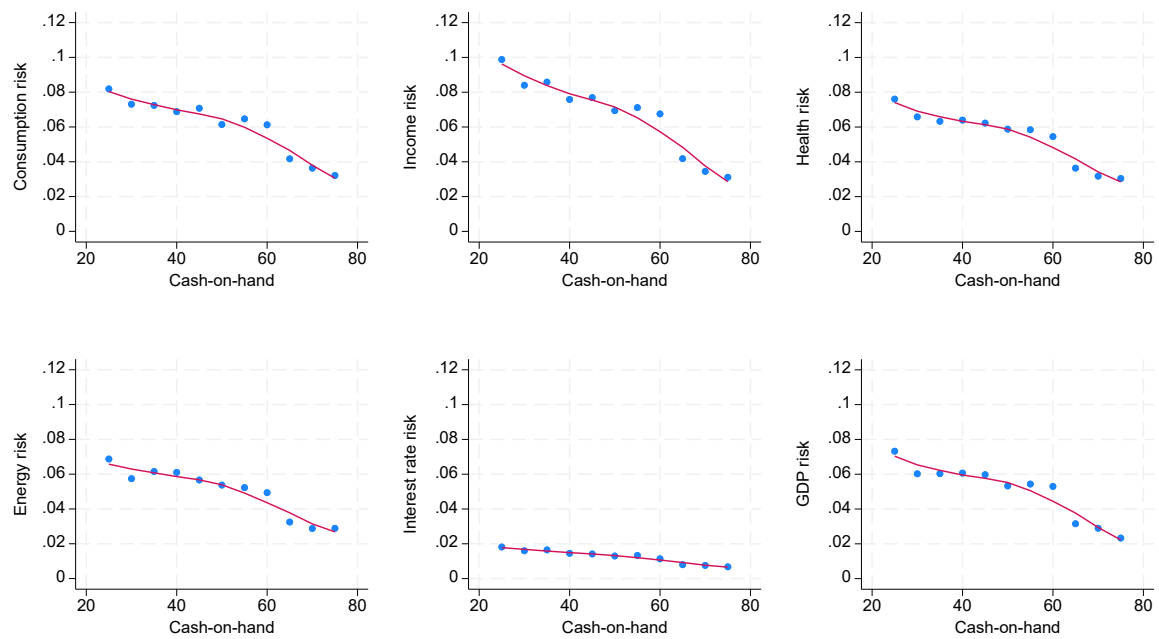 Consumption risk
.12
.1
.08
.06
.04
.02
0
20 40 60 80
Cash-on-hand
Income risk
.12
.1
.08
.06
.04
.02
0
20 40 60 80
Cash-on-hand
Health risk
.12
.1
.08
.06
.04
.02
0
20 40 60 80
Cash-on-hand
Energy risk
.12
.1
.08
.06
.04
.02
0
20 40 60 80
Cash-on-hand
Interest rate risk
.12
.1
.08
.06
.04
.02
0
20 40 60 80
Cash-on-hand
GDP risk
.12
.1
.08
.06
.04
.02
0
20 40 60 80
Cash-on-hand